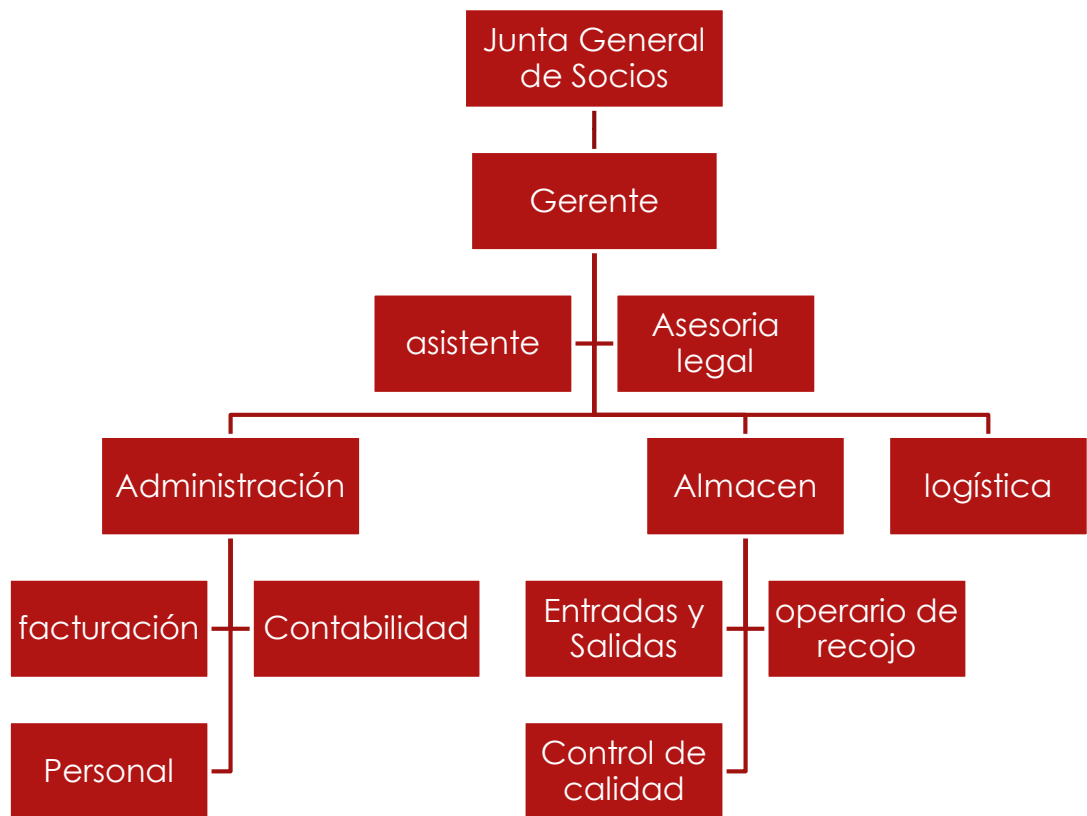 Junta General
de Socios
Gerente
asistente
Asesoria
legal
Administración
Almacen
logística
facturación
Contabilidad
Entradas y
Salidas
operario de
recojo
Personal
Control de
calidad